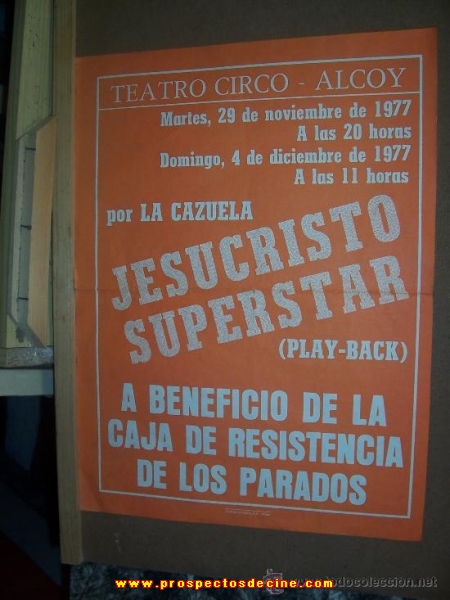 TEATRO CIRCO - ALCOY
Martes, 29 de noviembre de 1977
A las 20 horas
Domingo, 4 de diciembre de 1977
A las 11 horas
por LA CAZUELA
JESUCRISTO
SUPERSTAR
(PLAY-BACK)
A BENEFICIO DE LA
CAJA DE RESISTENCIA
DE LOS PARADOS
www.prospectosdecine.com
todocoleccion.net